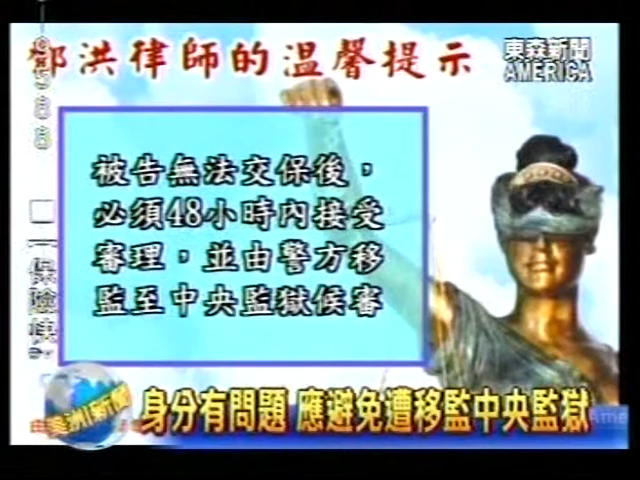 鄧洪律師的温馨提示
東森新聞
AMERICA
被告無法交保後，
必須48小時內接受
審理，並由警方移
監至中央監獄候審
美洲新聞
身分有問題 應避免遭移監中央監獄